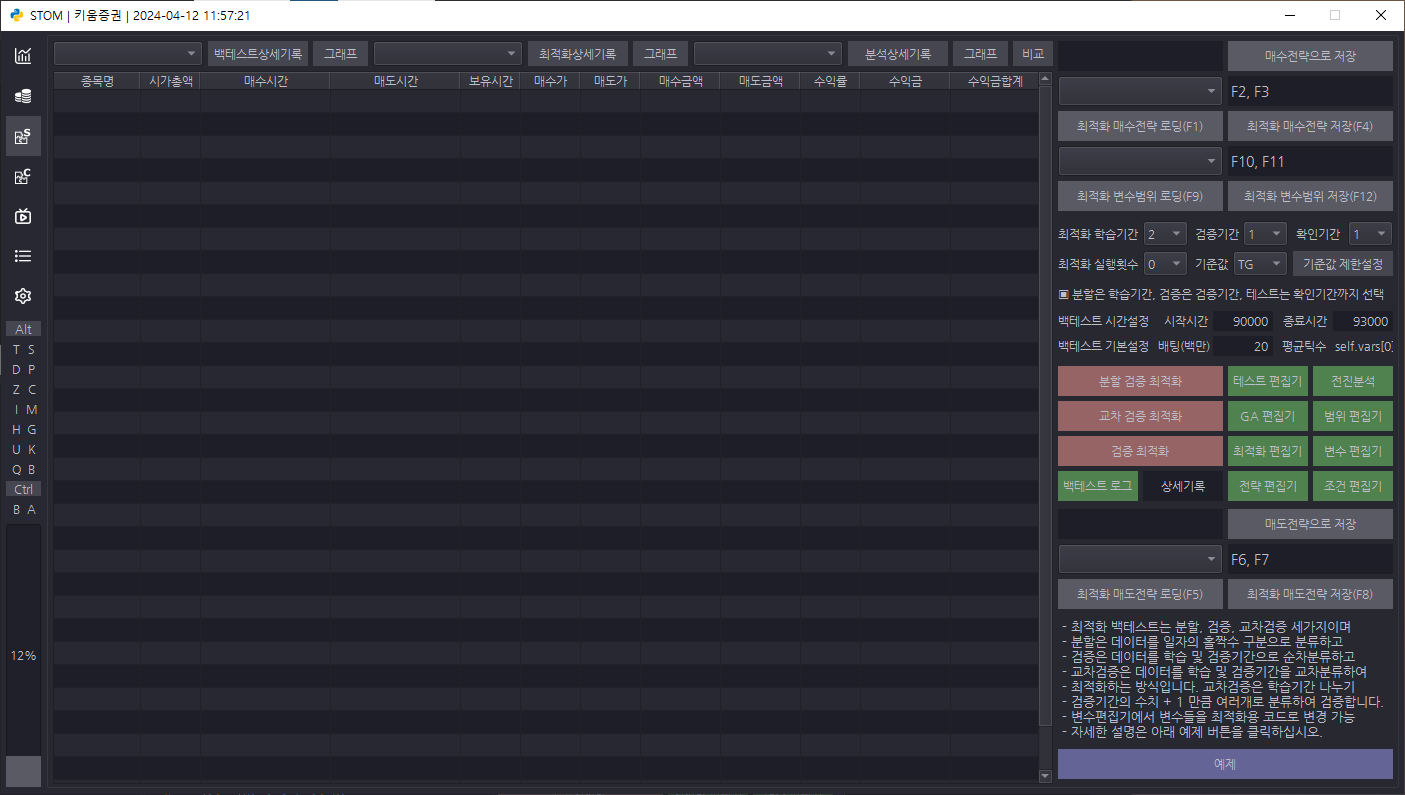 STOM | 키움증권 | 2024-04-12 11:57:21
백테스트상세기록 그래프 최적화상세기록 그래프 분석상세기록 그래프 비교
종목명 시가총액 매수시간 매도시간 보유시간 매수가 매도가 매수금액 매도금액 수익률 수익금 수익금합계
S
C
Alt
T S
D P
Z C
I M
H G
U K
Q B
Ctrl
B A
12%
매수전략으로 저장
F2, F3
최적화 매수전략 로딩(F1) 최적화 매수전략 저장(F4)
F10, F11
최적화 변수범위 로딩(F9) 최적화 변수범위 저장(F12)
최적화 학습기간 2 검증기간 1 확인기간 1
최적화 실행횟수 0 기준값 TG 기준값 제한설정
▣ 분할은 학습기간, 검증은 검증기간, 테스트는 확인기간까지 선택
백테스트 시간설정 시작시간 90000 종료시간 93000
백테스트 기본설정 배팅(백만) 20 평균틱수 self.vars[0]
분할 검증 최적화 테스트 편집기 전진분석
교차 검증 최적화 GA 편집기 범위 편집기
검증 최적화 최적화 편집기 변수 편집기
백테스트 로그 상세기록 전략 편집기 조건 편집기
매도전략으로 저장
F6, F7
최적화 매도전략 로딩(F5) 최적화 매도전략 저장(F8)
- 최적화 백테스트는 분할, 검증, 교차검증 세가지이며
- 분할은 데이터를 일자의 홀짝수 구분으로 분류하고
- 검증은 데이터를 학습 및 검증기간으로 순차분류하고
- 교차검증은 데이터를 학습 및 검증기간을 교차분류하여
- 최적화하는 방식입니다. 교차검증은 학습기간 나누기
- 검증기간의 수치 + 1 만큼 여러개로 분류하여 검증합니다.
- 변수편집기에서 변수들을 최적화용 코드로 변경 가능
- 자세한 설명은 아래 예제 버튼을 클릭하십시오.
예제